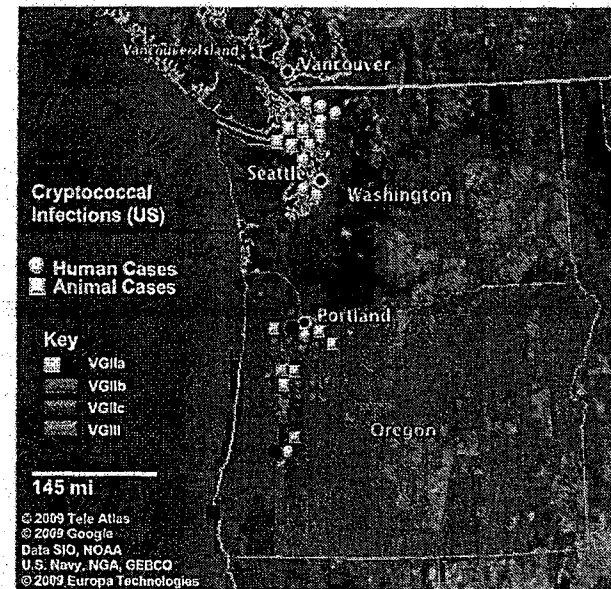 Vancouver Island
Vancouver
Seattle
Washington
Cryptococcal
Infections (US)
Human Cases
Animal Cases
Portland
Key
VGIIa
VGIIb
VGIIc
VGIII
Oregon
145 mi
© 2009 Tele Atlas
© 2009 Google
Data SIO, NOAA
U.S. Navy, NGA, GEBCO
© 2009 Europa Technologies